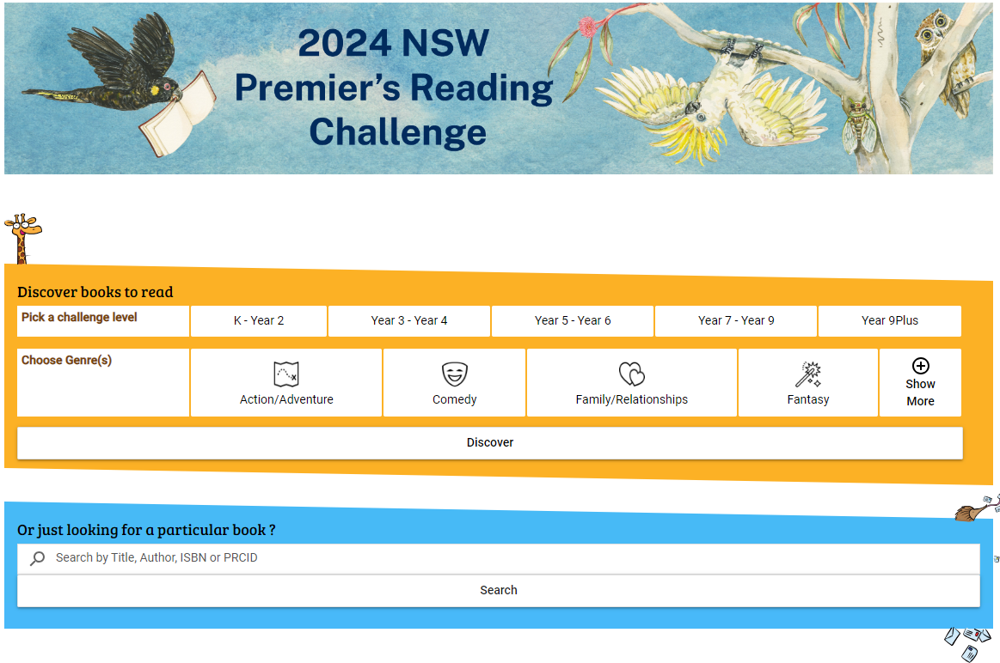 2024 NSW
Premier's Reading
Challenge
Discover books to read
Pick a challenge level
K - Year 2
Year 3 - Year 4
Year 5 - Year 6
Year 7 - Year 9
Year 9Plus
Choose Genre(s)
Action/Adventure
Comedy
Family/Relationships
Fantasy
Show
More
Discover
Or just looking for a particular book ?
Search by Title, Author, ISBN or PRCID
Search